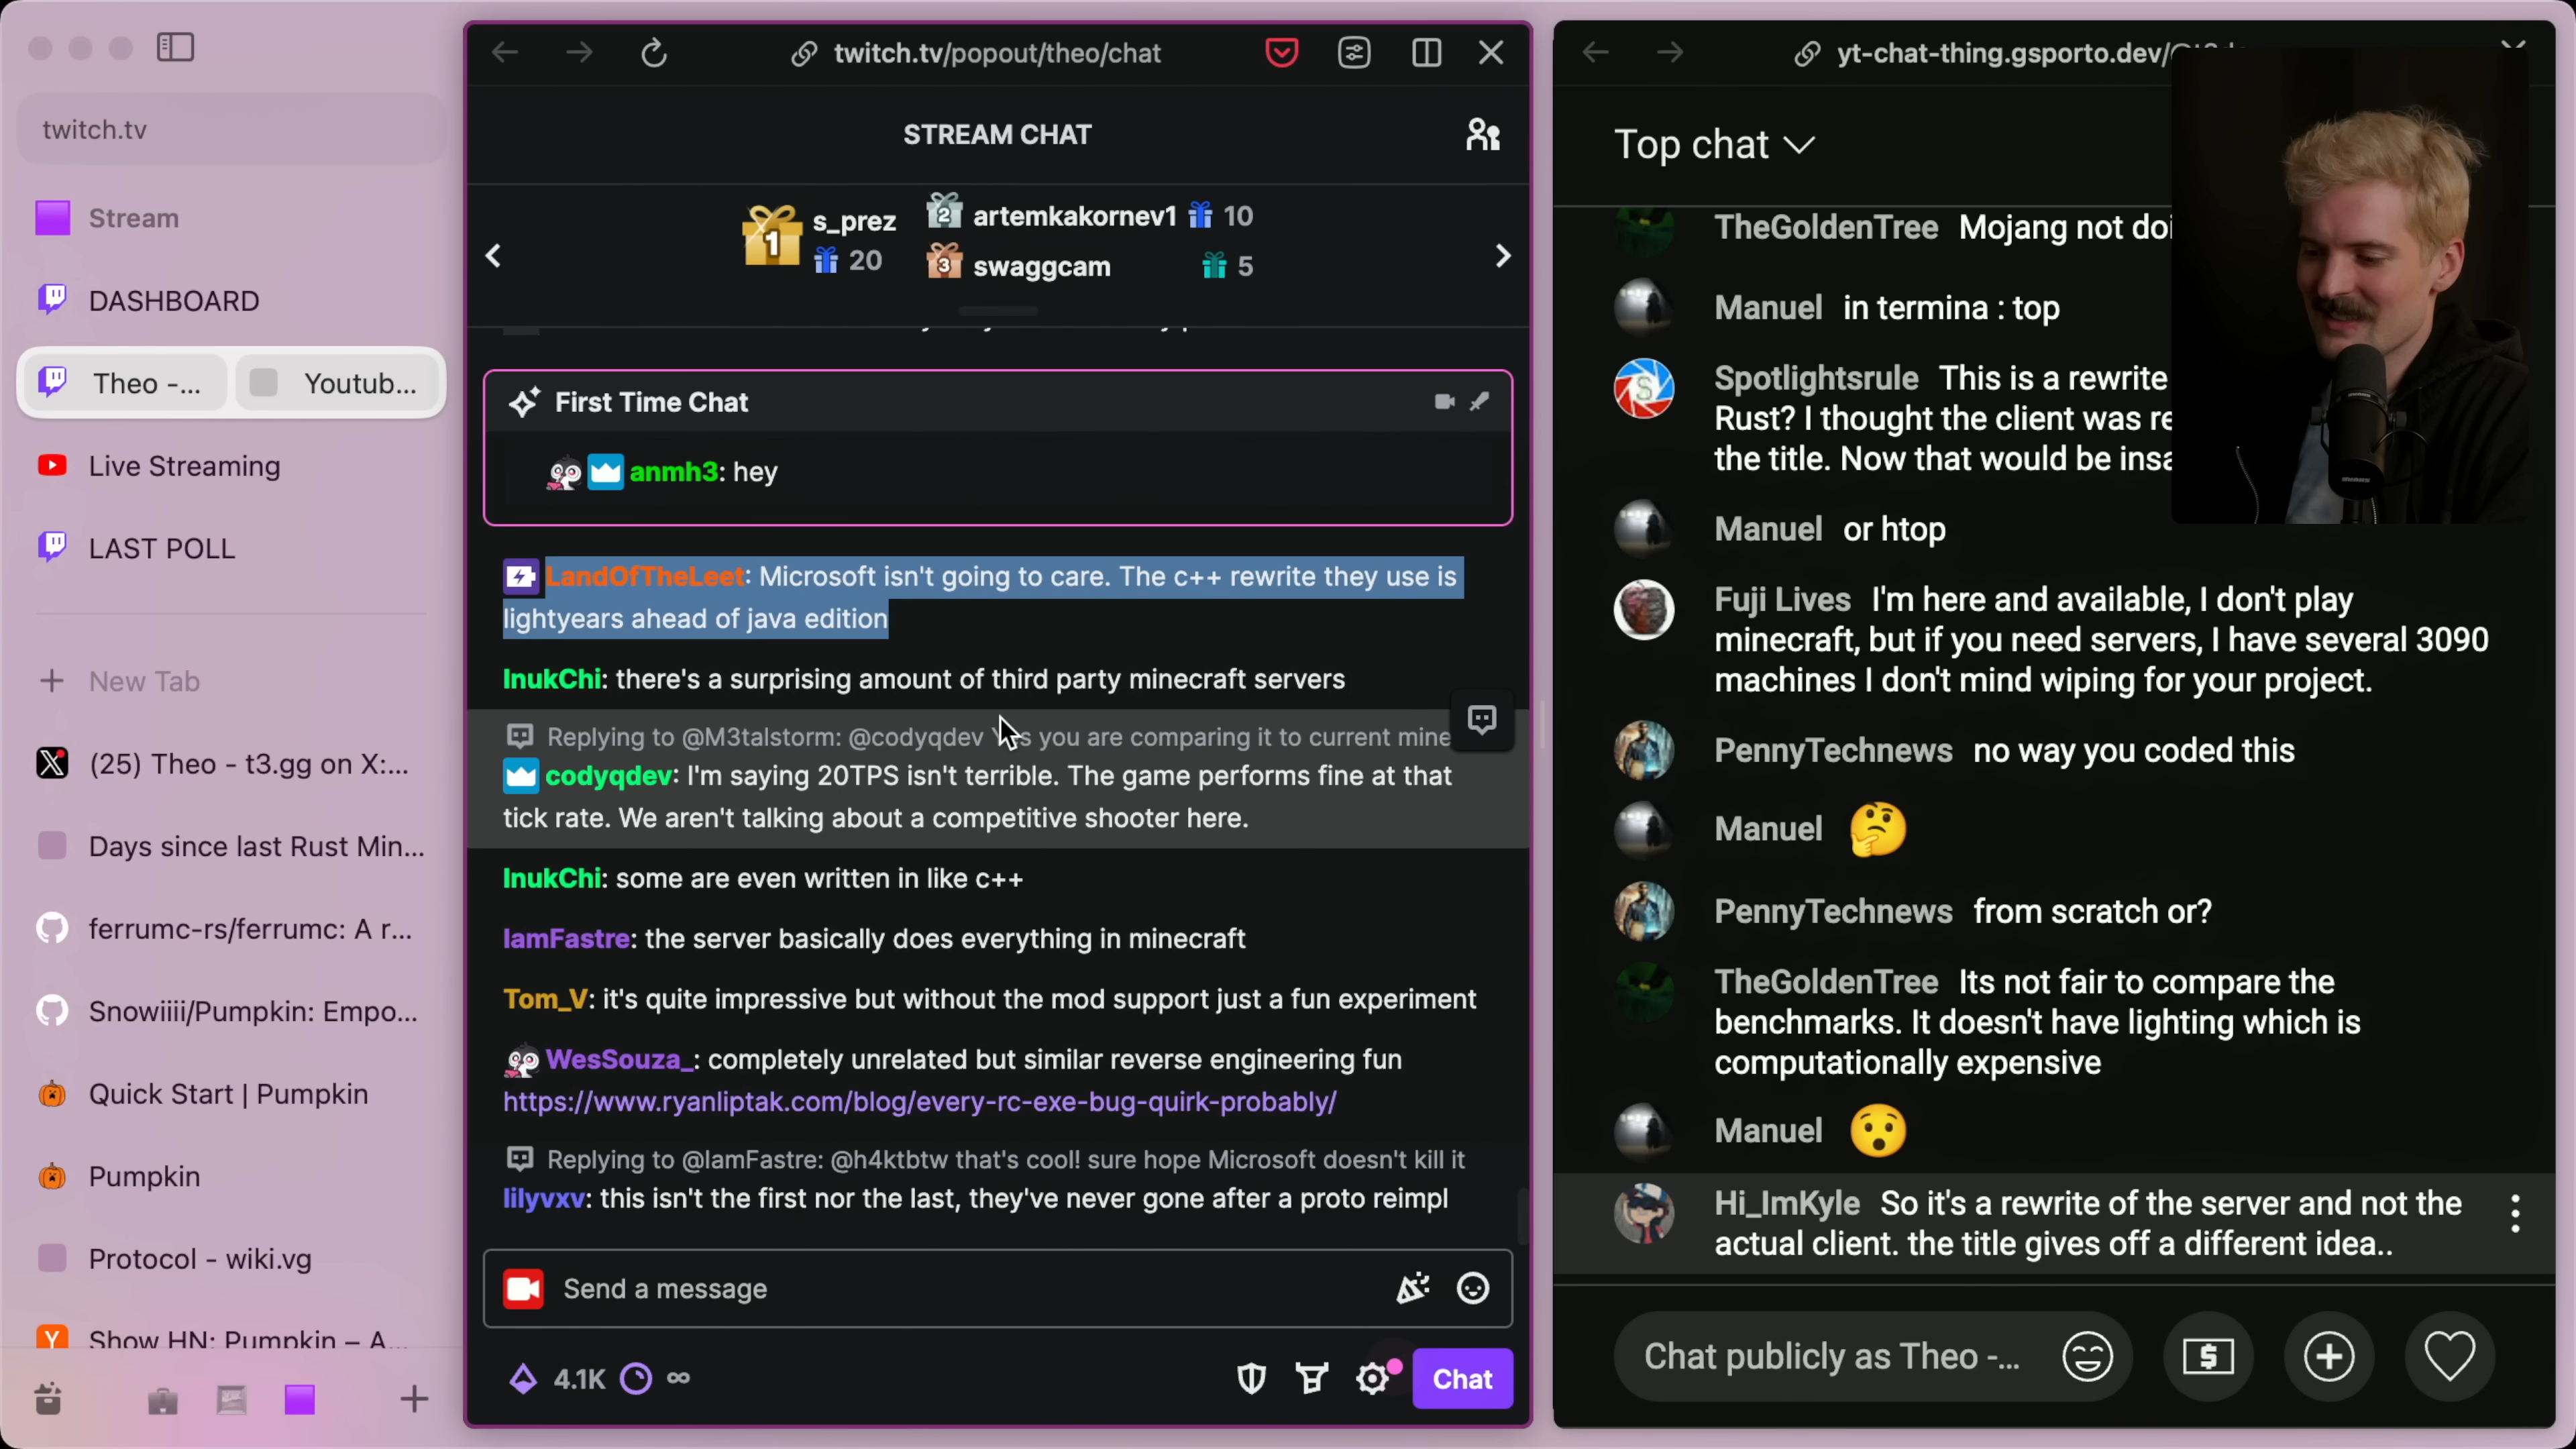 twitch.tv
Stream
DASHBOARD
Theo -...
Youtub...
Live Streaming
LAST POLL
New Tab
(25) Theo - t3.gg on X:...
Days since last Rust Min...
ferrumc-rs/ferrumc: A r...
Snowiiii/Pumpkin: Empo...
Quick Start | Pumpkin
Pumpkin
Protocol - wiki.vg
Show HN: Pumpkin – A...
twitch.tv/popout/theo/chat
STREAM CHAT
1
s_prez
20
2
artemkakornev1
10
3
swaggcam
5
First Time Chat
anmh3: hey
LandOfTheLeet: Microsoft isn't going to care. The c++ rewrite they use is
lightyears ahead of java edition
InukChi: there's a surprising amount of third party minecraft servers
Replying to @M3talstorm: @codyqdev you are comparing it to current mine
codyqdev: I'm saying 20TPS isn't terrible. The game performs fine at that
tick rate. We aren't talking about a competitive shooter here.
InukChi: some are even written in like c++
IamFastre: the server basically does everything in minecraft
Tom_V: it's quite impressive but without the mod support just a fun experiment
WesSouza_: completely unrelated but similar reverse engineering fun
https://www.ryanliptak.com/blog/every-rc-exe-bug-quirk-probably/
Replying to @IamFastre: @h4ktbtw that's cool! sure hope Microsoft doesn't kill it
lilyvxv: this isn't the first nor the last, they've never gone after a proto reimpl
Send a message
4.1K
∞
Chat
yt-chat-thing.gsporto.dev/
Top chat
TheGoldenTree Mojang not doi
Manuel in termina : top
Spotlightsrule This is a rewrite
Rust? I thought the client was re
the title. Now that would be insa
Manuel or htop
Fuji Lives I'm here and available, I don't play
minecraft, but if you need servers, I have several 3090
machines I don't mind wiping for your project.
PennyTechnews no way you coded this
Manuel 🤔
PennyTechnews from scratch or?
TheGoldenTree Its not fair to compare the
benchmarks. It doesn't have lighting which is
computationally expensive
Manuel 😯
Hi_ImKyle So it's a rewrite of the server and not the
actual client. the title gives off a different idea..
Chat publicly as Theo -...